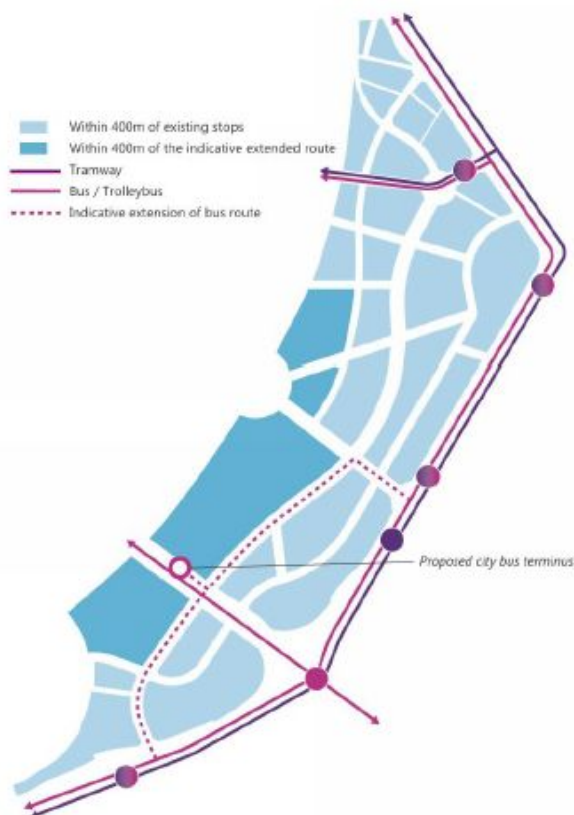 Within 400m of existing stops
Within 400m of the indicative extended route
Tramway
Bus / Trolleybus
Indicative extension of bus route
Proposed city bus terminus